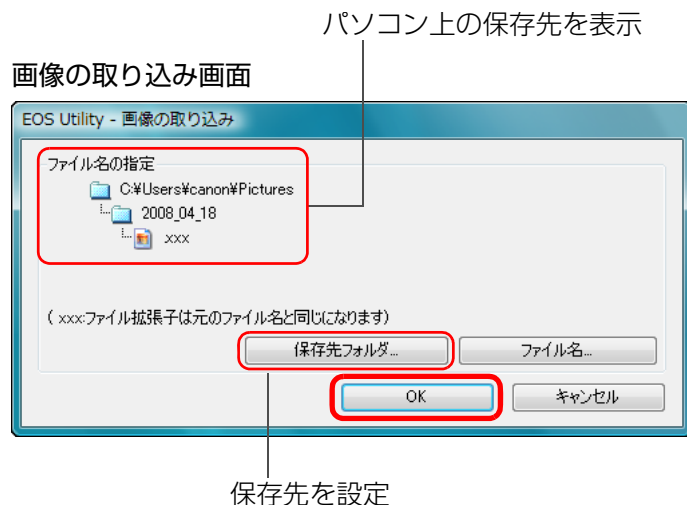 パソコン上の保存先を表示
画像の取り込み画面
EOS Utility - 画像の取り込み
ファイル名の指定
C:¥Users¥canon¥Pictures
2008_04_18
xxx
( xxx:ファイル拡張子は元のファイル名と同じになります)
保存先フォルダ... ファイル名...
OK キャンセル
保存先を設定